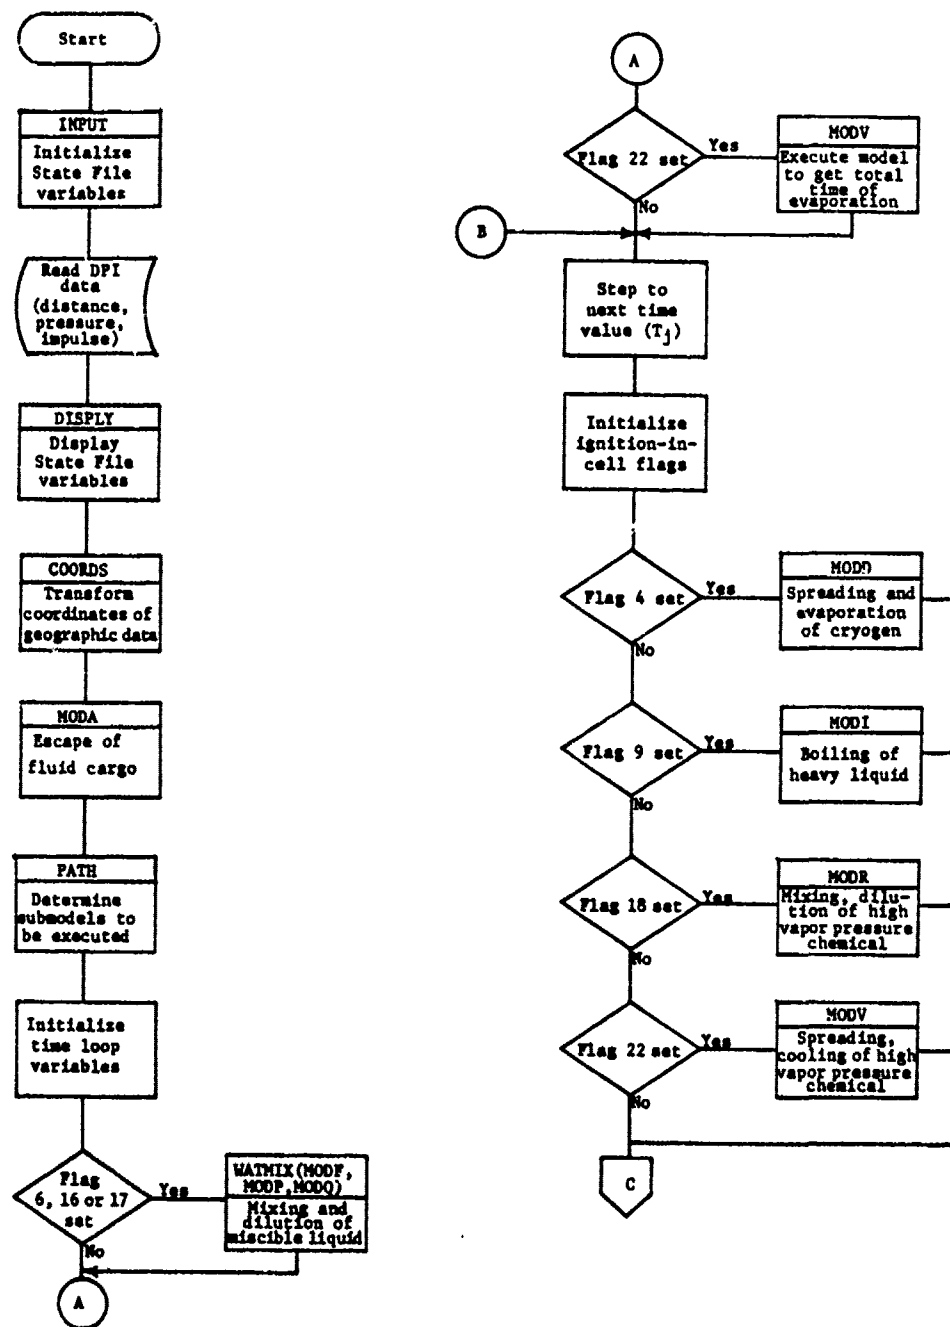 Start
INPUT
Initialize
State File
variables
Read DPI
data
(distance,
pressure,
impulse)
DISPLY
Display
State File
variables
COORDS
Transform
coordinates of
geographic data
MODA
Escape of
fluid cargo
PATH
Determine
submodels to
be executed
Initialize
time loop
variables
Flag
6, 16 or 17
set
Yes
No
WATMIX(MODF,
MODP,MODQ)
Mixing and
dilution of
miscible liquid
A
A
Flag 22 set
Yes
No
MODV
Execute model
to get total
time of
evaporation
B
Step to
next time
value (Tj)
Initialize
ignition-in-
cell flags
Flag 4 set
Yes
No
MODD
Spreading and
evaporation
of cryogen
Flag 9 set
Yes
No
MODI
Boiling of
heavy liquid
Flag 18 set
Yes
No
MODR
Mixing, dilu-
tion of high
vapor pressure
chemical
Flag 22 set
Yes
No
MODV
Spreading,
cooling of high
vapor pressure
chemical
C